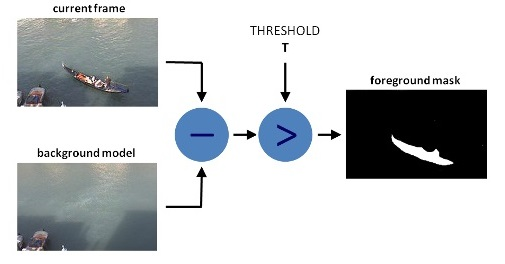 current frame
THRESHOLD
T
foreground mask
−
>
background model